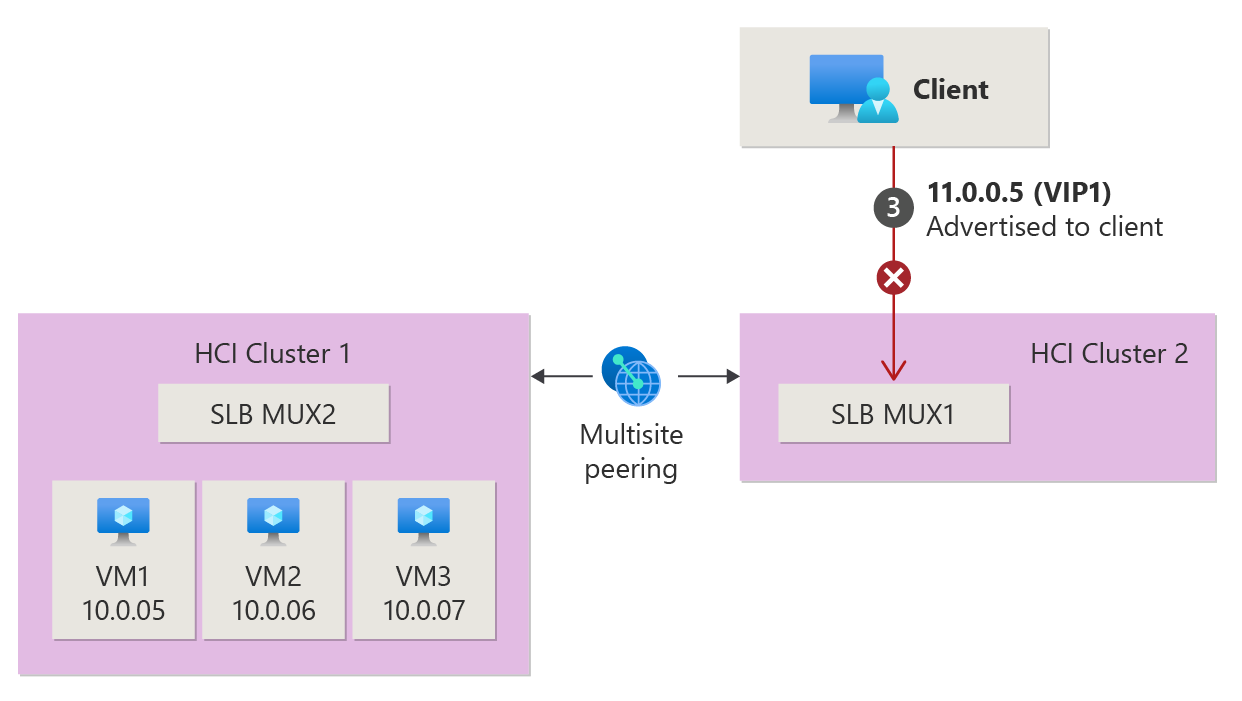 Client
3
11.0.0.5 (VIP1)
Advertised to client
HCI Cluster 1
SLB MUX2
VM1
10.0.05
VM2
10.0.06
VM3
10.0.07
Multisite
peering
HCI Cluster 2
SLB MUX1